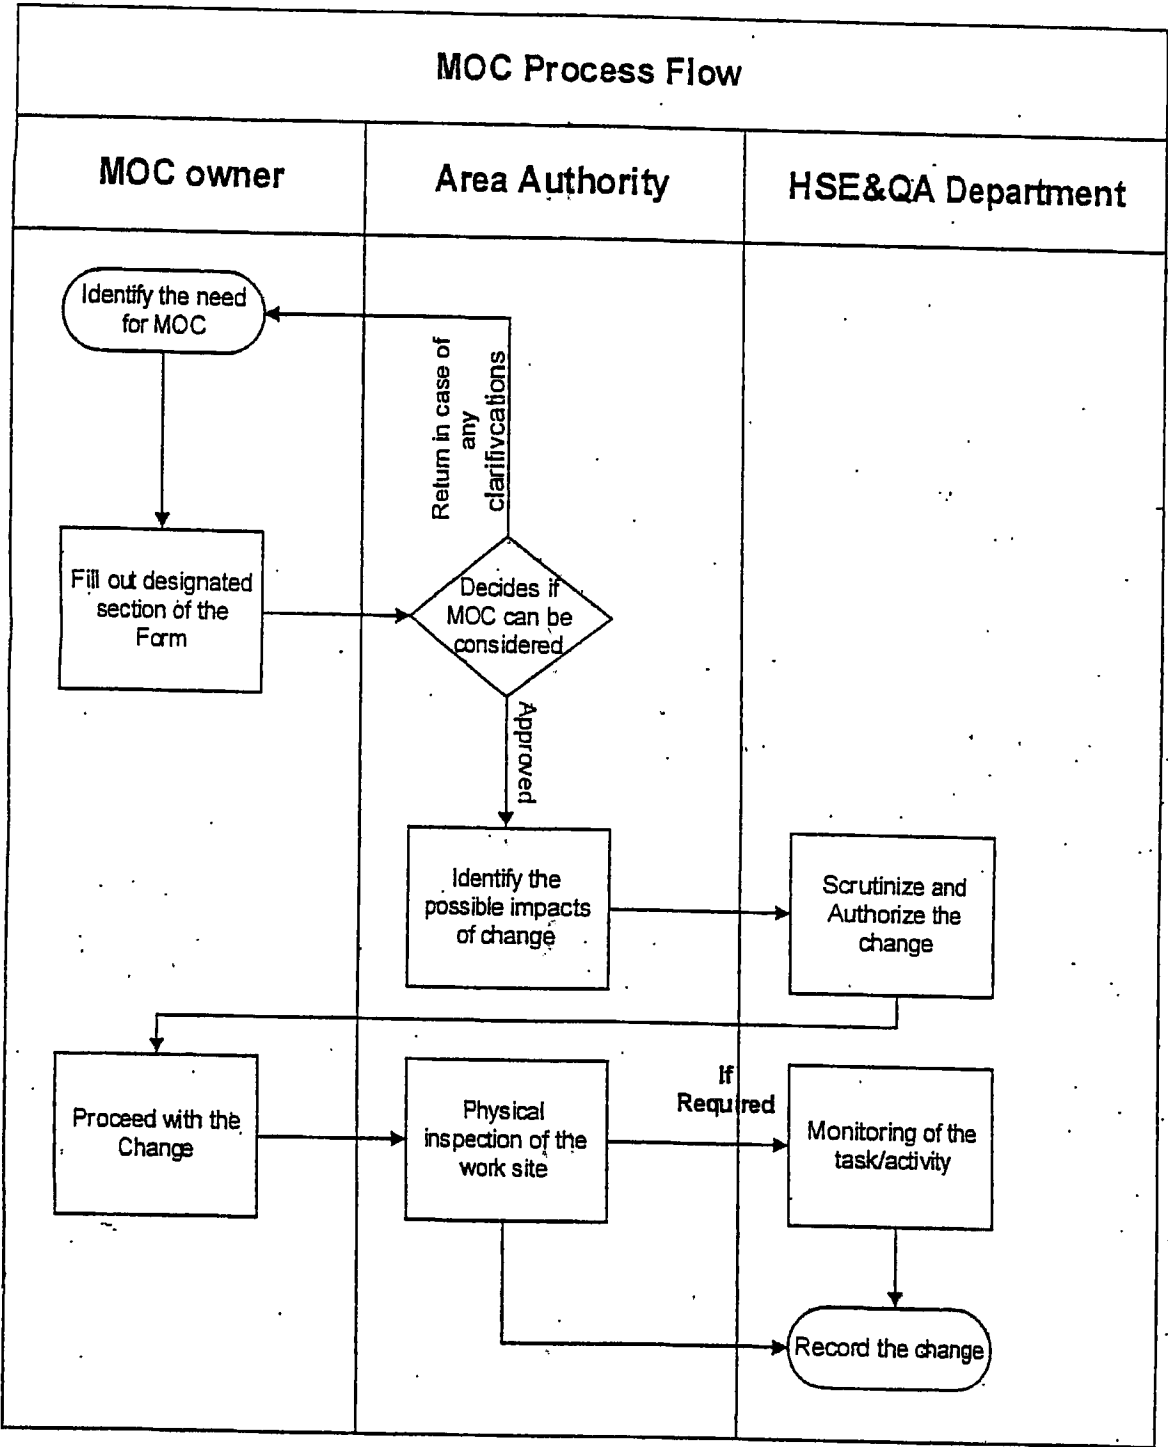 MOC Process Flow
MOC owner
Area Authority
HSE&QA Department
Identify the need
for MOC
Return in case of
any
clarifivcations
Fill out designated
section of the
Form
Decides if
MOC can be
considered
Approved
Identify the
possible impacts
of change
Scrutinize and
Authorize the
change
Proceed with the
Change
Physical
inspection of the
work site
If
Required
Monitoring of the
task/activity
Record the change